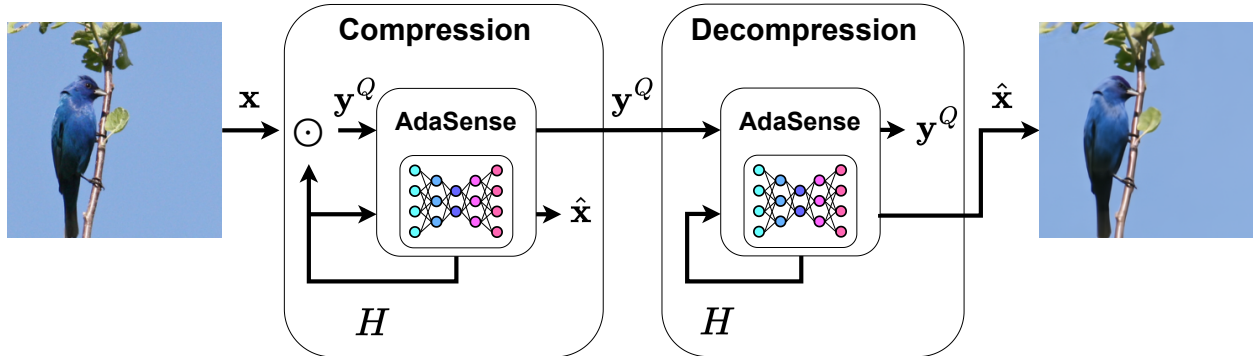 Compression
Decompression
x
y^Q
AdaSense
x̂
H
y^Q
AdaSense
y^Q
H
x̂